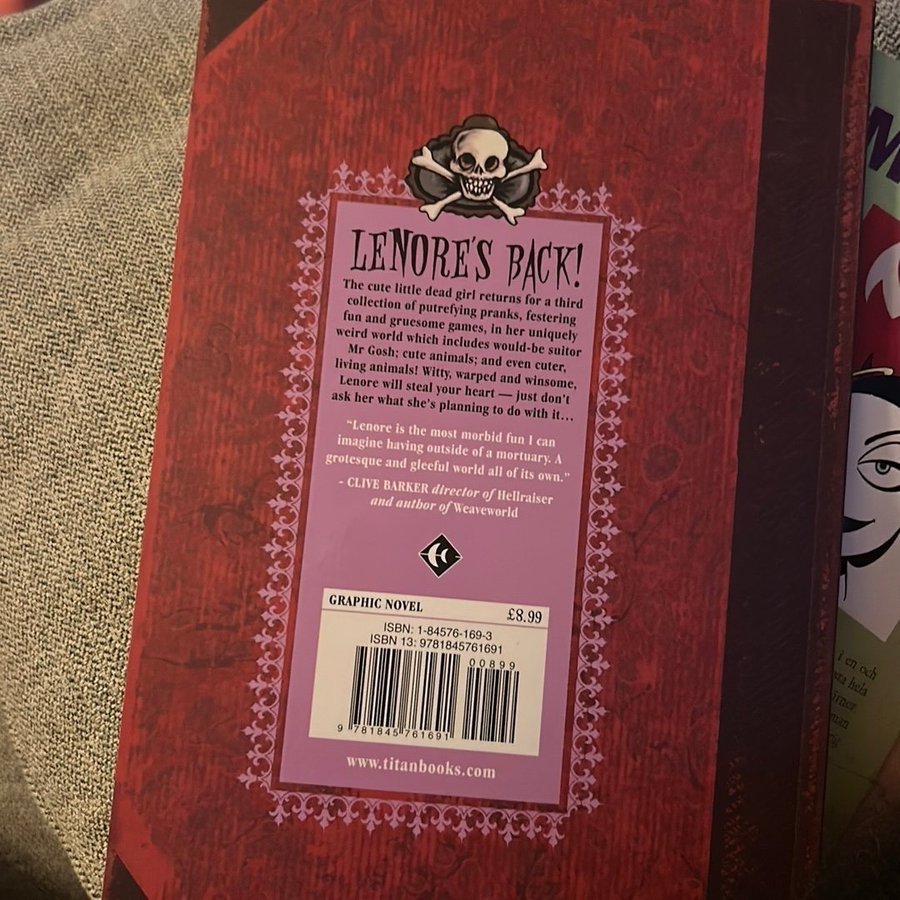 LENORE'S BACK!
The cute little dead girl returns for a third
collection of putrefying pranks, festering
fun and gruesome games, in her uniquely
weird world which includes would-be suitor
Mr Gosh; cute animals; and even cuter,
living animals! Witty, warped and winsome,
Lenore will steal your heart — just don't
ask her what she's planning to do with it...
"Lenore is the most morbid fun I can
imagine having outside of a mortuary. A
grotesque and gleeful world all of its own."
- CLIVE BARKER director of Hellraiser
and author of Weaveworld
GRAPHIC NOVEL £8.99
ISBN: 1-84576-169-3
ISBN 13: 9781845761691
00899
9 781845 761691
www.titanbooks.com
i en och
hela
man